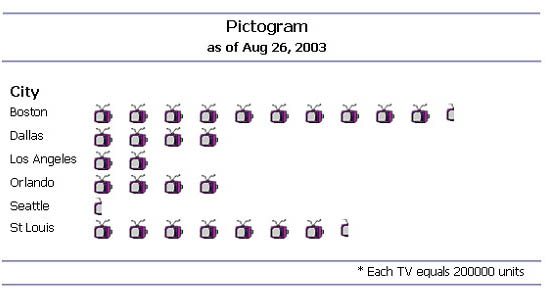 Pictogram
as of Aug 26, 2003
City
Boston
Dallas
Los Angeles
Orlando
Seattle
St Louis
* Each TV equals 200000 units